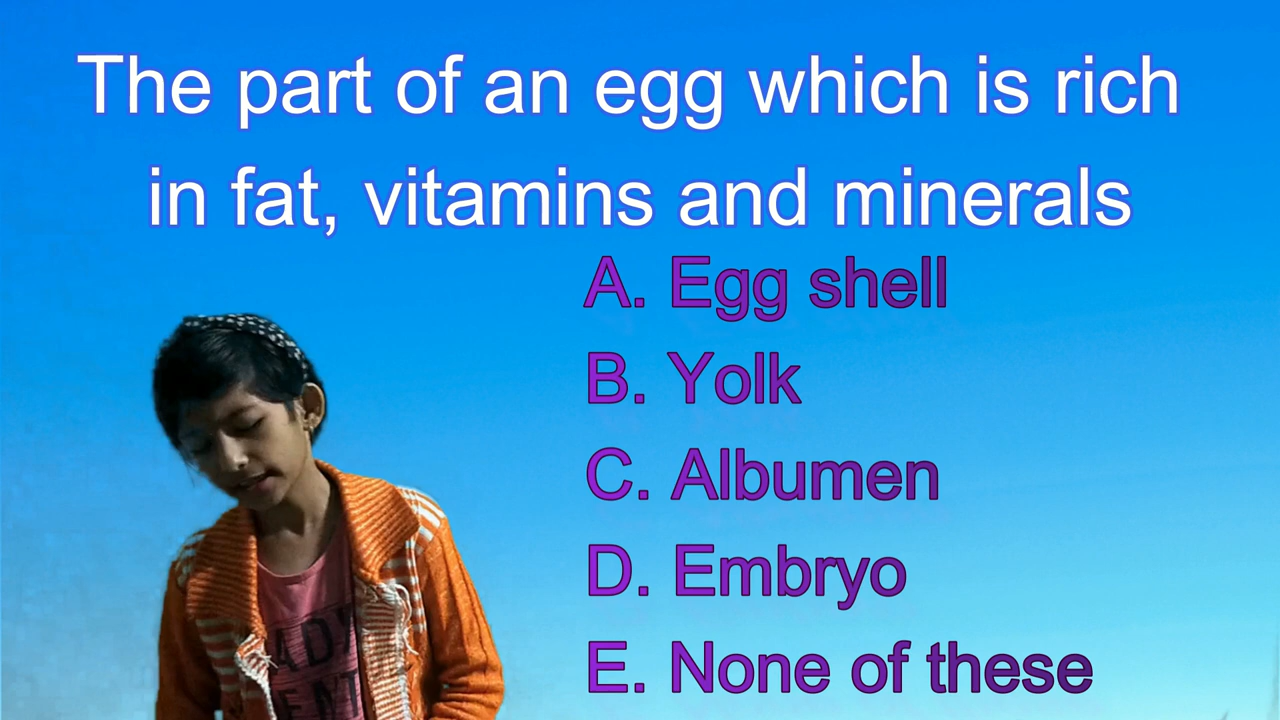 The part of an egg which is rich
in fat, vitamins and minerals
A. Egg shell
B. Yolk
C. Albumen
D. Embryo
E. None of these